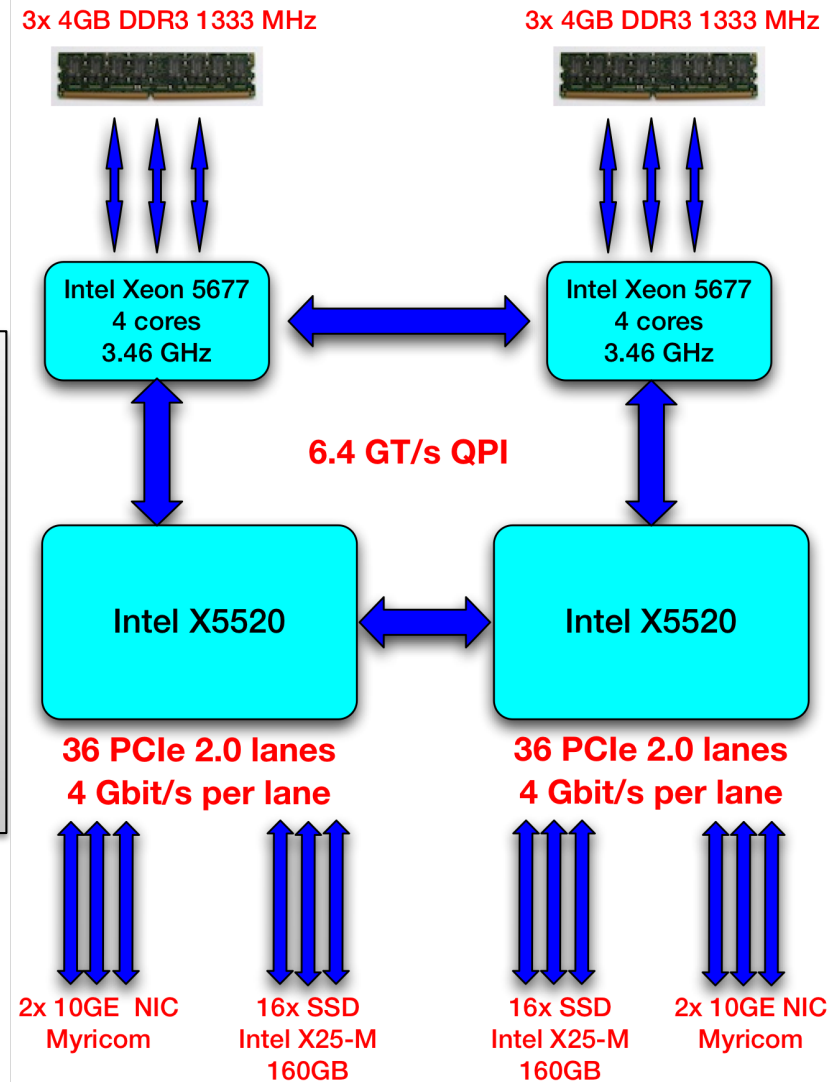 3x 4GB DDR3 1333 MHz
3x 4GB DDR3 1333 MHz
Intel Xeon 5677
4 cores
3.46 GHz
Intel Xeon 5677
4 cores
3.46 GHz
6.4 GT/s QPI
Intel X5520
Intel X5520
36 PCIe 2.0 lanes
4 Gbit/s per lane
36 PCIe 2.0 lanes
4 Gbit/s per lane
2x 10GE NIC
Myricom
16x SSD
Intel X25-M
160GB
16x SSD
Intel X25-M
160GB
2x 10GE NIC
Myricom